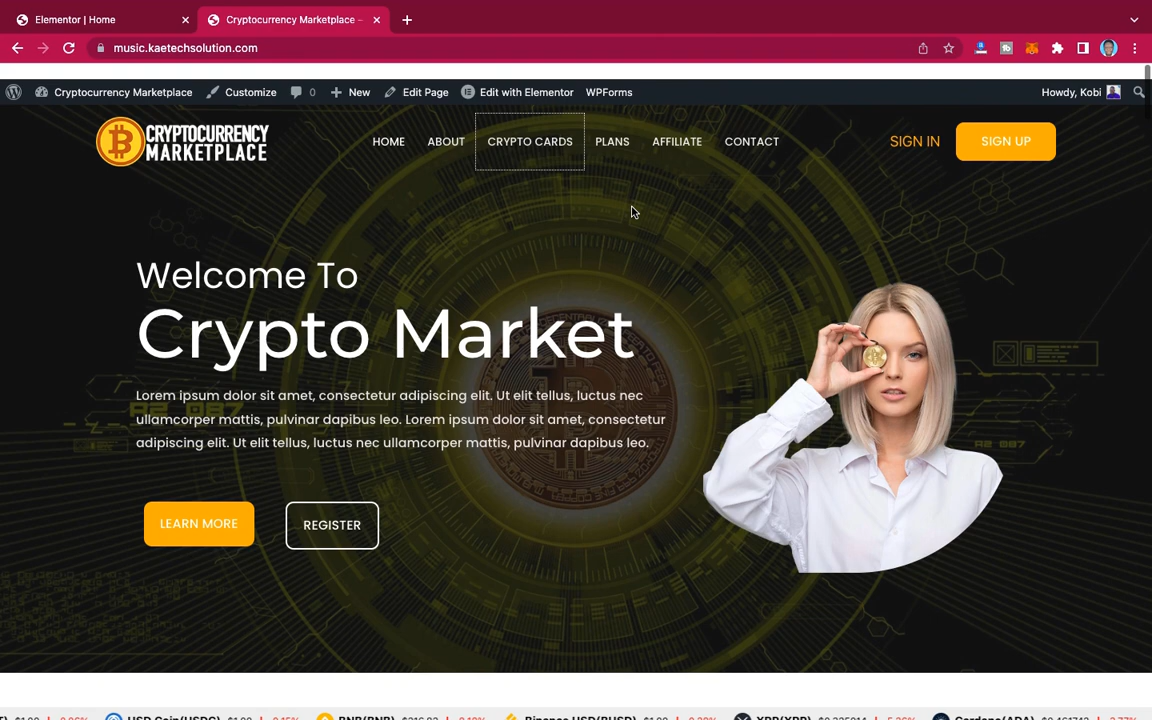 Elementor | Home
Cryptocurrency Marketplace –
music.kaetechsolution.com
Cryptocurrency Marketplace Customize 0 New Edit Page Edit with Elementor WPForms Howdy, Kobi
CRYPTOCURRENCY
MARKETPLACE
HOME ABOUT CRYPTO CARDS PLANS AFFILIATE CONTACT
SIGN IN SIGN UP
Welcome To
Crypto Market
Lorem ipsum dolor sit amet, consectetur adipiscing elit. Ut elit tellus, luctus nec
ullamcorper mattis, pulvinar dapibus leo. Lorem ipsum dolor sit amet, consectetur
adipiscing elit. Ut elit tellus, luctus nec ullamcorper mattis, pulvinar dapibus leo.
LEARN MORE REGISTER
USD Coin(USDC) BNB(BNB) Binance USD(BUSD) XRP(XRP) Cardano(ADA)